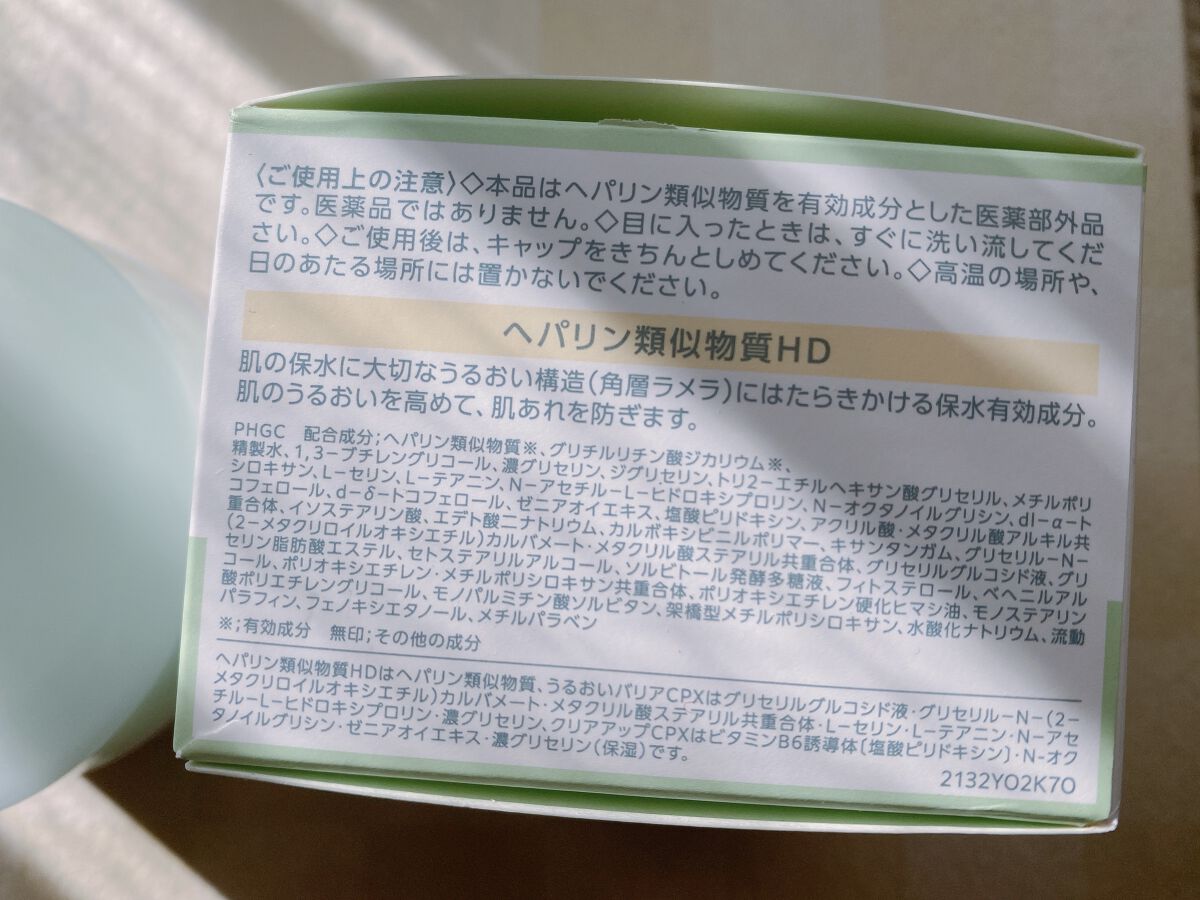 〈ご使用上の注意〉◇本品はヘパリン類似物質を有効成分とした医薬部外品
です。医薬品ではありません。◇目に入ったときは、すぐに洗い流してくだ
さい。◇ご使用後は、キャップをきちんとしめてください。◇高温の場所や、
日のあたる場所には置かないでください。
ヘパリン類似物質HD
肌の保水に大切なうるおい構造(角層ラメラ)にはたらきかける保水有効成分。
肌のうるおいを高めて、肌あれを防ぎます。
PHGC 配合成分;ヘパリン類似物質※、グリチルリチン酸ジカリウム※、
精製水、1,3−ブチレングリコール、濃グリセリン、ジグリセリン、トリ2−エチルヘキサン酸グリセリル、メチルポリ
シロキサン、L−セリン、L−テアニン、N−アセチル−L−ヒドロキシプロリン、N−オクタノイルグリシン、dl−α−ト
コフェロール、d−δ−トコフェロール、ゼニアオイエキス、塩酸ピリドキシン、アクリル酸・メタクリル酸アルキル共
重合体、イソステアリン酸、エデト酸ニナトリウム、カルボキシビニルポリマー、キサンタンガム、グリセリル−N−
(2−メタクリロイルオキシエチル)カルバメート・メタクリル酸ステアリル共重合体、グリセリルグルコシド液、グリ
セリン脂肪酸エステル、セトステアリルアルコール、ソルビトール発酵多糖液、フィトステロール、ベヘニルアル
コール、ポリオキシエチレン・メチルポリシロキサン共重合体、ポリオキシエチレン硬化ヒマシ油、モノステアリン
酸ポリエチレングリコール、モノパルミチン酸ソルビタン、架橋型メチルポリシロキサン、水酸化ナトリウム、流動
パラフィン、フェノキシエタノール、メチルパラベン
※;有効成分 無印;その他の成分
ヘパリン類似物質HDはヘパリン類似物質、うるおいバリアCPXはグリセリルグルコシド液・グリセリル−N−(2−
メタクリロイルオキシエチル)カルバメート・メタクリル酸ステアリル共重合体・L−セリン・L−テアニン・N−アセ
チル−L−ヒドロキシプロリン・濃グリセリン、クリアアップCPXはビタミンB6誘導体〔塩酸ピリドキシン〕・N−オク
タノイルグリシン・ゼニアオイエキス・濃グリセリン(保湿)です。
2132YO2K7O